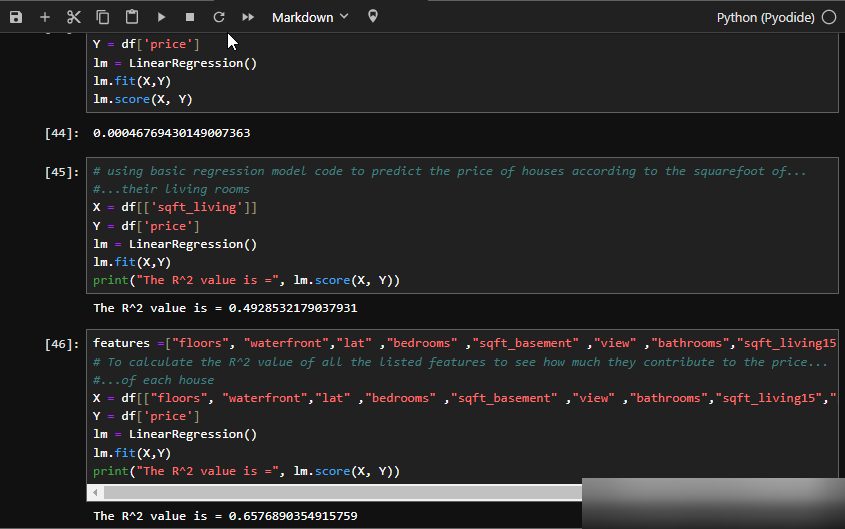 Markdown
Python (Pyodide)
Y = df['price']
lm = LinearRegression()
lm.fit(X,Y)
lm.score(X, Y)
[44]: 0.00046769430149007363
[45]: # using basic regression model code to predict the price of houses according to the squarefoot of...
#...their living rooms
X = df[['sqft_living']]
Y = df['price']
lm = LinearRegression()
lm.fit(X,Y)
print("The R^2 value is =", lm.score(X, Y))
The R^2 value is = 0.4928532179037931
[46]: features =["floors", "waterfront","lat" ,"bedrooms" ,"sqft_basement" ,"view" ,"bathrooms","sqft_living15
# To calculate the R^2 value of all the listed features to see how much they contribute to the price...
#...of each house
X = df[["floors", "waterfront","lat" ,"bedrooms" ,"sqft_basement" ,"view" ,"bathrooms","sqft_living15","
Y = df['price']
lm = LinearRegression()
lm.fit(X,Y)
print("The R^2 value is =", lm.score(X, Y))
The R^2 value is = 0.6576890354915759